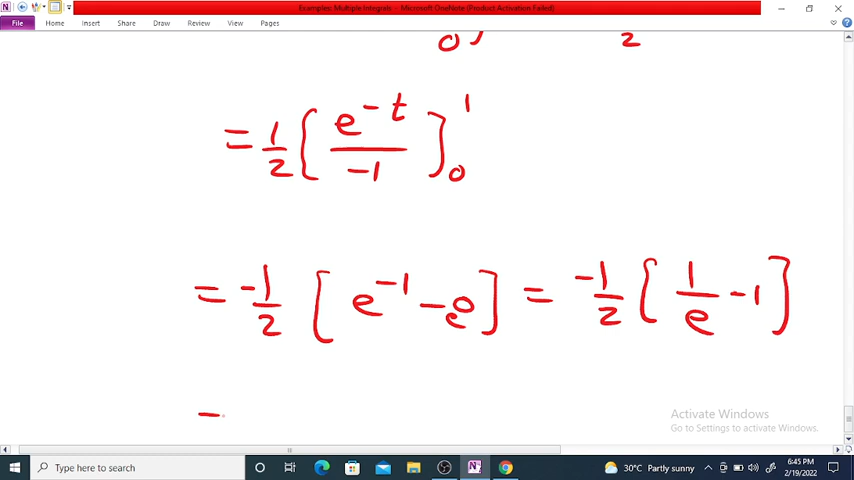 Examples: Multiple Integrals - Microsoft OneNote (Product Activation Failed)
File Home Insert Share Draw Review View Pages
0 2
= 1/2 [ e^-t / -1 ]_0^1
= -1/2 [ e^-1 - e^0 ] = -1/2 [ 1/e - 1 ]
Activate Windows
Go to Settings to activate Windows.
Type here to search
30°C Partly sunny
6:45 PM
2/19/2022